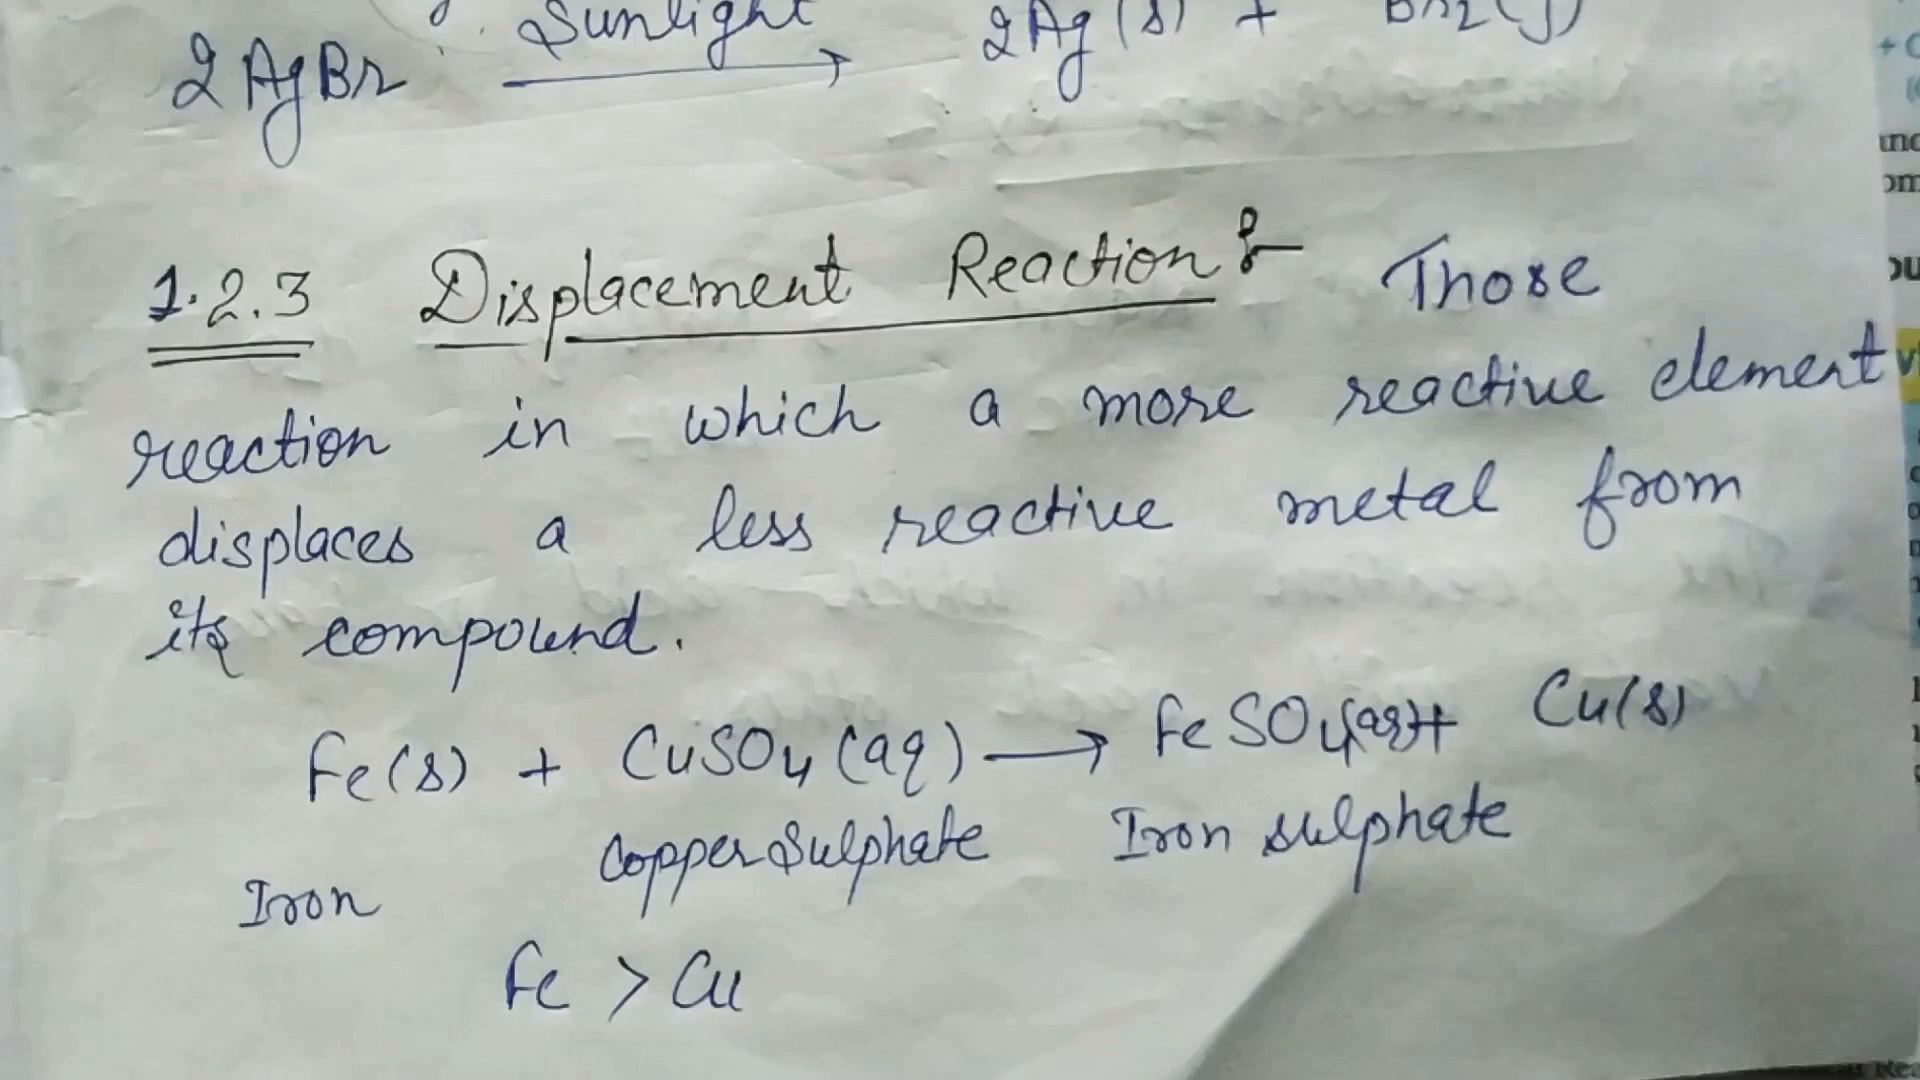 2AgBr Sunlight → 2Ag(s) + Br2(g)
1.2.3 Displacement Reaction :- Those
reaction in which a more reactive element
displaces a less reactive metal from
its compound.
Fe(s) + CuSO4(aq) → FeSO4(aq)+ Cu(s)
Iron Copper Sulphate Iron sulphate
Fe > Cu